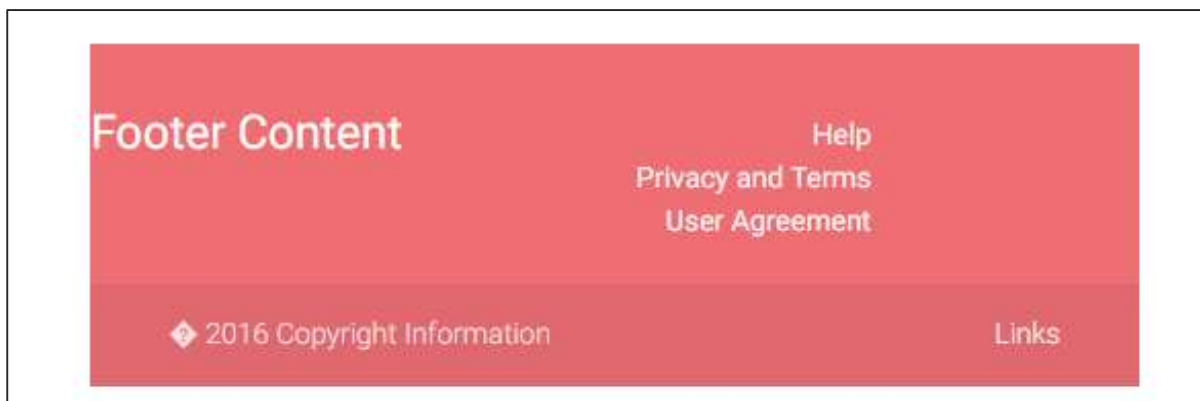 Footer Content
Help
Privacy and Terms
User Agreement
� 2016 Copyright Information
Links